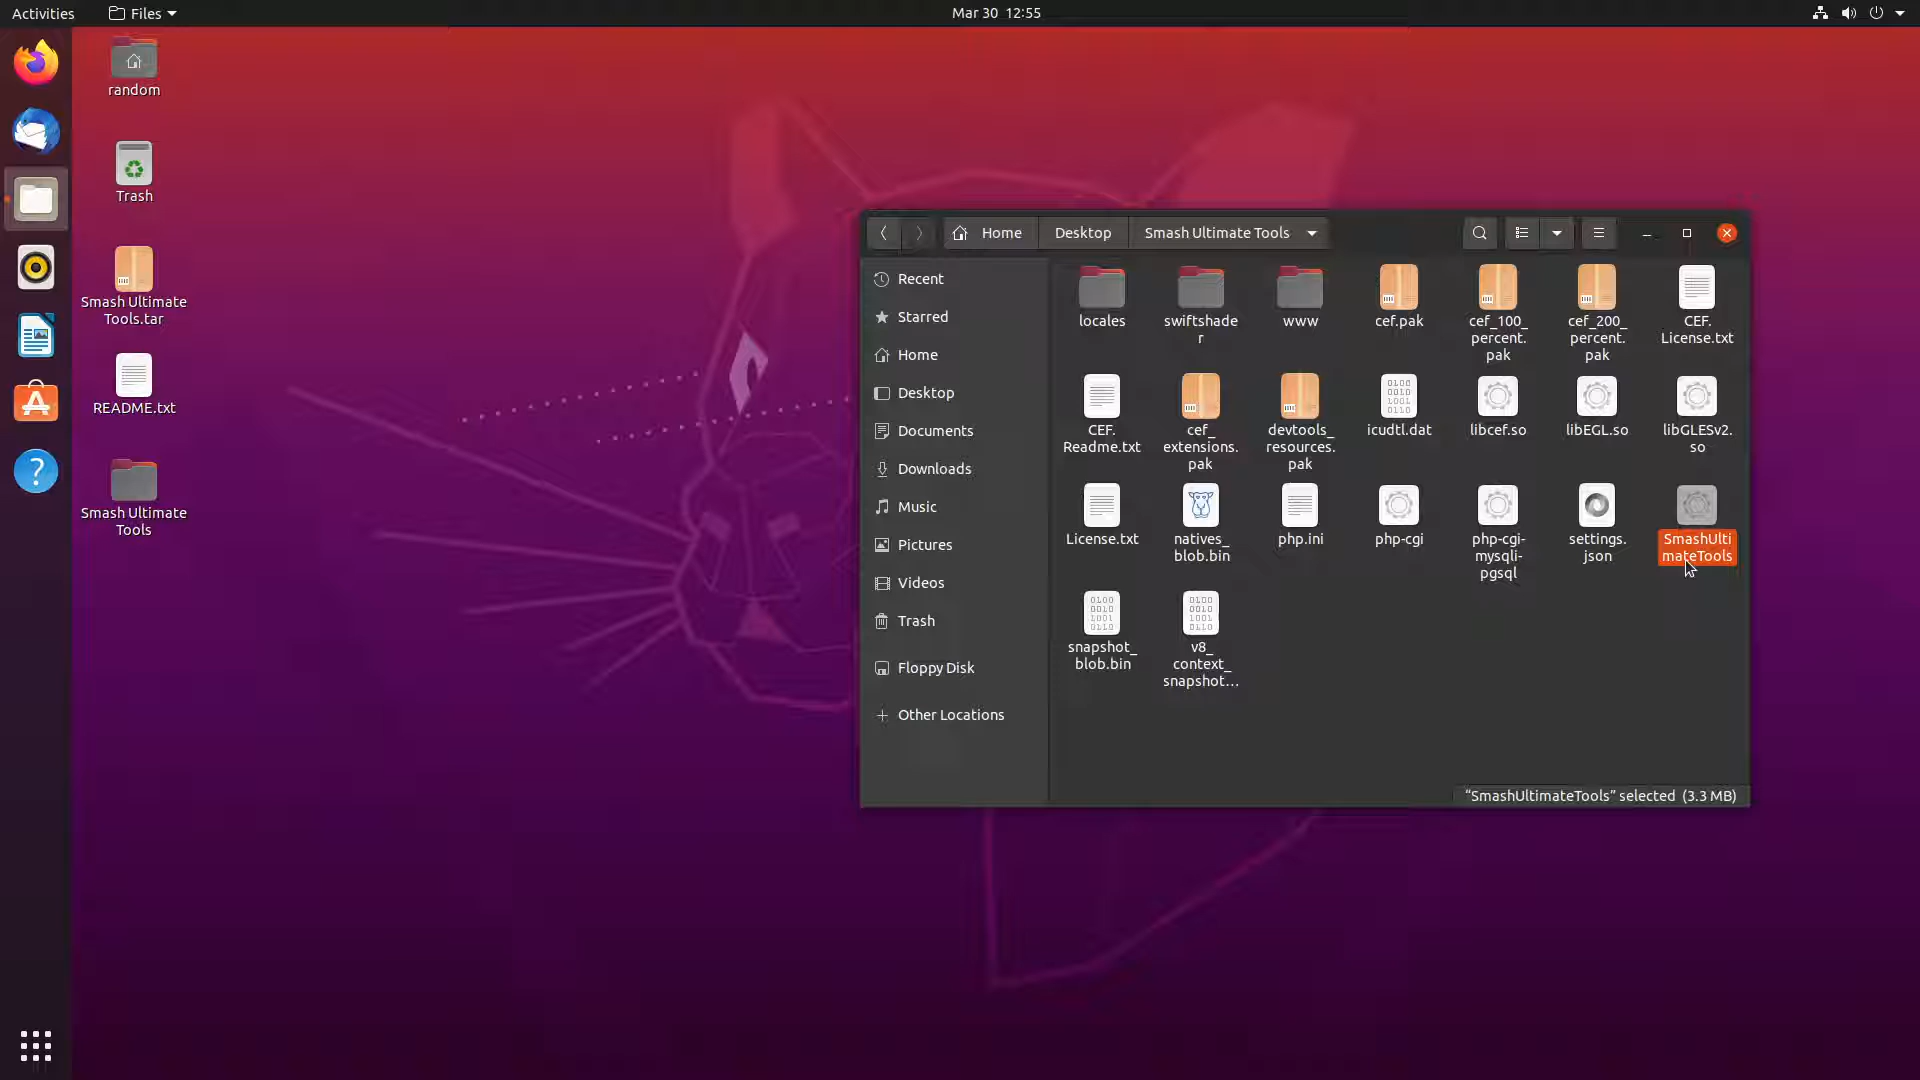 Activities
Files
Mar 30 12:55
random
Trash
Smash Ultimate
Tools.tar
README.txt
Smash Ultimate
Tools
Home
Desktop
Smash Ultimate Tools
Recent
Starred
Home
Desktop
Documents
Downloads
Music
Pictures
Videos
Trash
Floppy Disk
Other Locations
locales
swiftshade
r
www
cef.pak
cef_100_
percent.
pak
cef_200_
percent.
pak
CEF.
License.txt
CEF.
Readme.txt
cef_
extensions.
pak
devtools_
resources.
pak
icudtl.dat
libcef.so
libEGL.so
libGLESv2.
so
License.txt
natives_
blob.bin
php.ini
php-cgi
php-cgi-
mysqli-
pgsql
settings.
json
SmashUlti
mateTools
snapshot_
blob.bin
v8_
context_
snapshot…
“SmashUltimateTools” selected (3.3 MB)